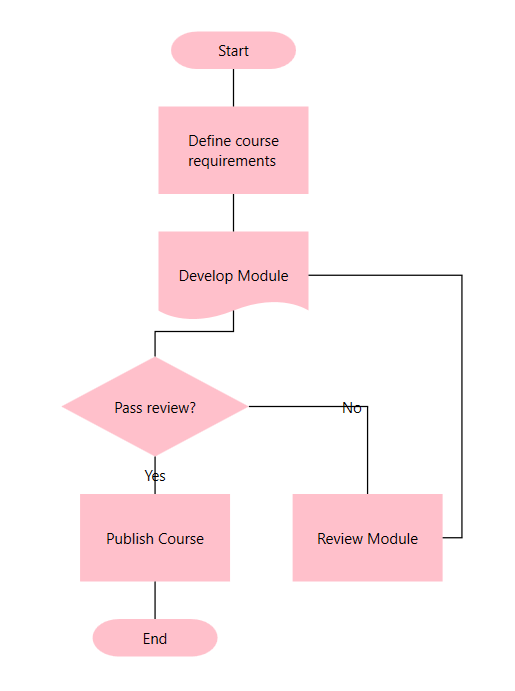 Start
Define course
requirements
Develop Module
Pass review?
No
Yes
Publish Course
Review Module
End